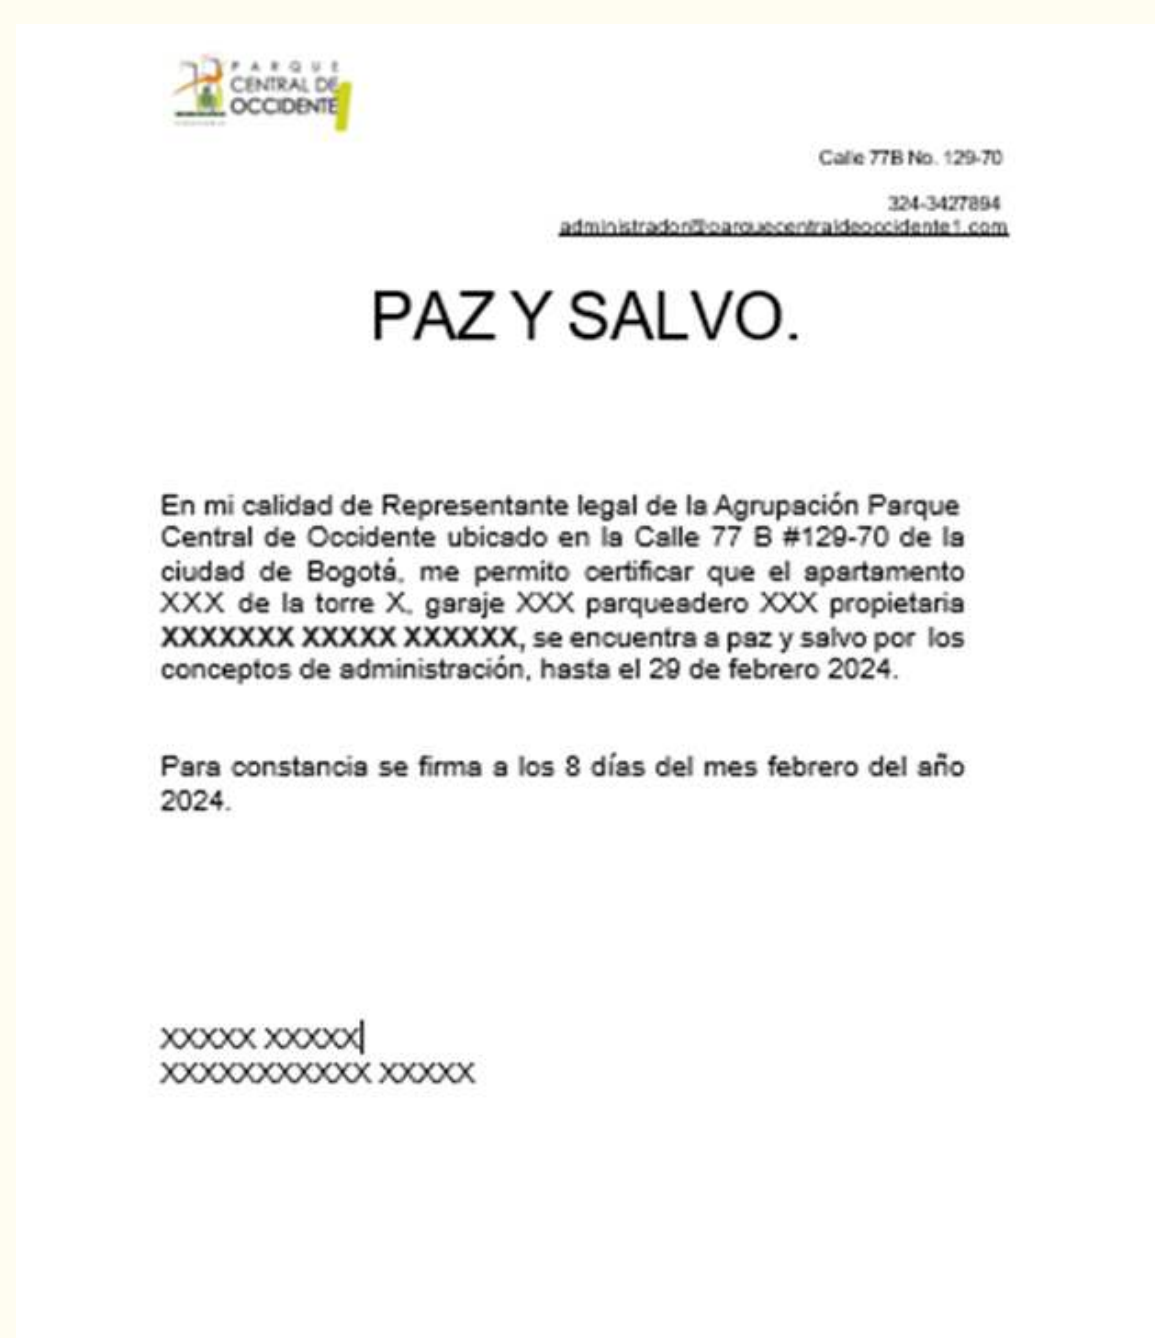 PARQUE
CENTRAL DE
OCCIDENTE 1
Calle 77B No. 129-70
324-3427894
administrador@parquecentraldeoccidente1.com
PAZ Y SALVO.
En mi calidad de Representante legal de la Agrupación Parque
Central de Occidente ubicado en la Calle 77 B #129-70 de la
ciudad de Bogotá, me permito certificar que el apartamento
XXX de la torre X, garaje XXX parqueadero XXX propietaria
XXXXXXX XXXXX XXXXXX, se encuentra a paz y salvo por los
conceptos de administración, hasta el 29 de febrero 2024.
Para constancia se firma a los 8 días del mes febrero del año
2024.
XXXXX XXXXX
XXXXXXXXXXX XXXXX